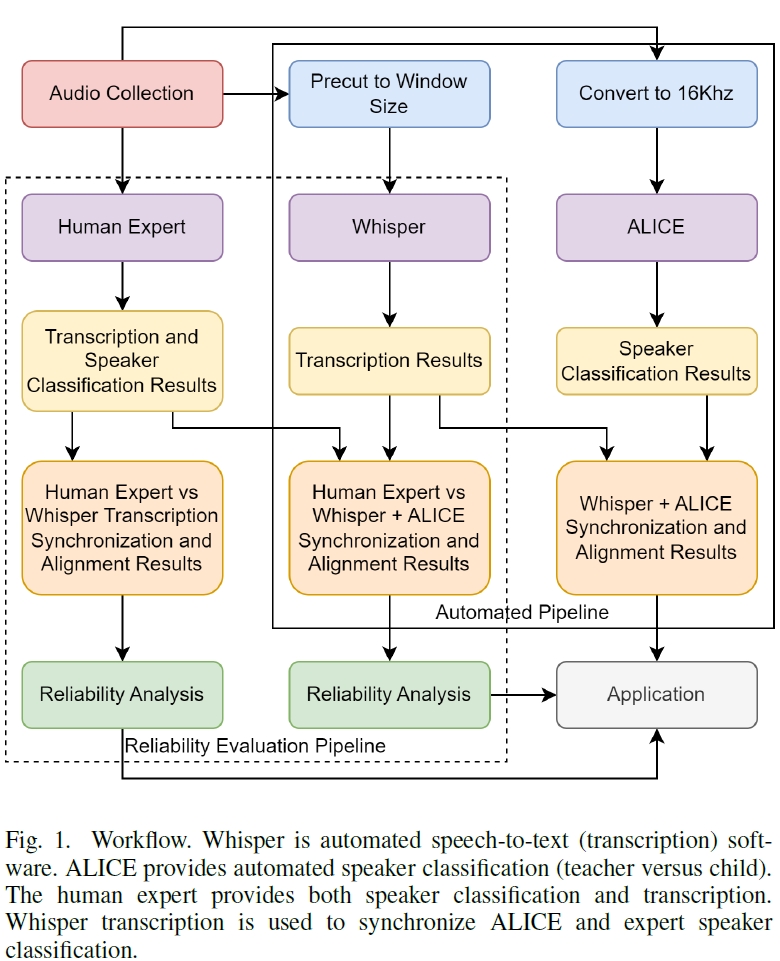 Audio Collection
Precut to Window
Size
Convert to 16Khz
Human Expert
Whisper
ALICE
Transcription and
Speaker
Classification Results
Transcription Results
Speaker
Classification Results
Human Expert vs
Whisper Transcription
Synchronization and
Alignment Results
Human Expert vs
Whisper + ALICE
Synchronization and
Alignment Results
Whisper + ALICE
Synchronization and
Alignment Results
Automated Pipeline
Reliability Analysis
Reliability Analysis
Application
Reliability Evaluation Pipeline
Fig. 1. Workflow. Whisper is automated speech-to-text (transcription) soft-
ware. ALICE provides automated speaker classification (teacher versus child).
The human expert provides both speaker classification and transcription.
Whisper transcription is used to synchronize ALICE and expert speaker
classification.